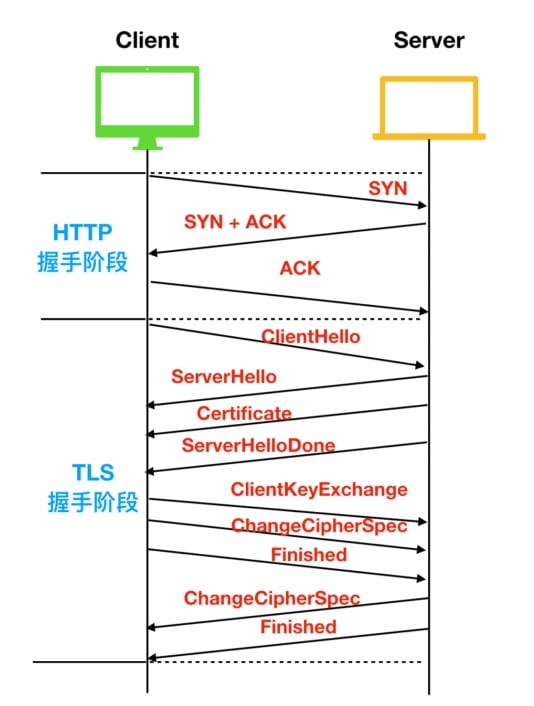 Client
Server
SYN
SYN + ACK
HTTP
握手阶段
ACK
ClientHello
ServerHello
Certificate
ServerHelloDone
TLS
握手阶段
ClientKeyExchange
ChangeCipherSpec
Finished
ChangeCipherSpec
Finished